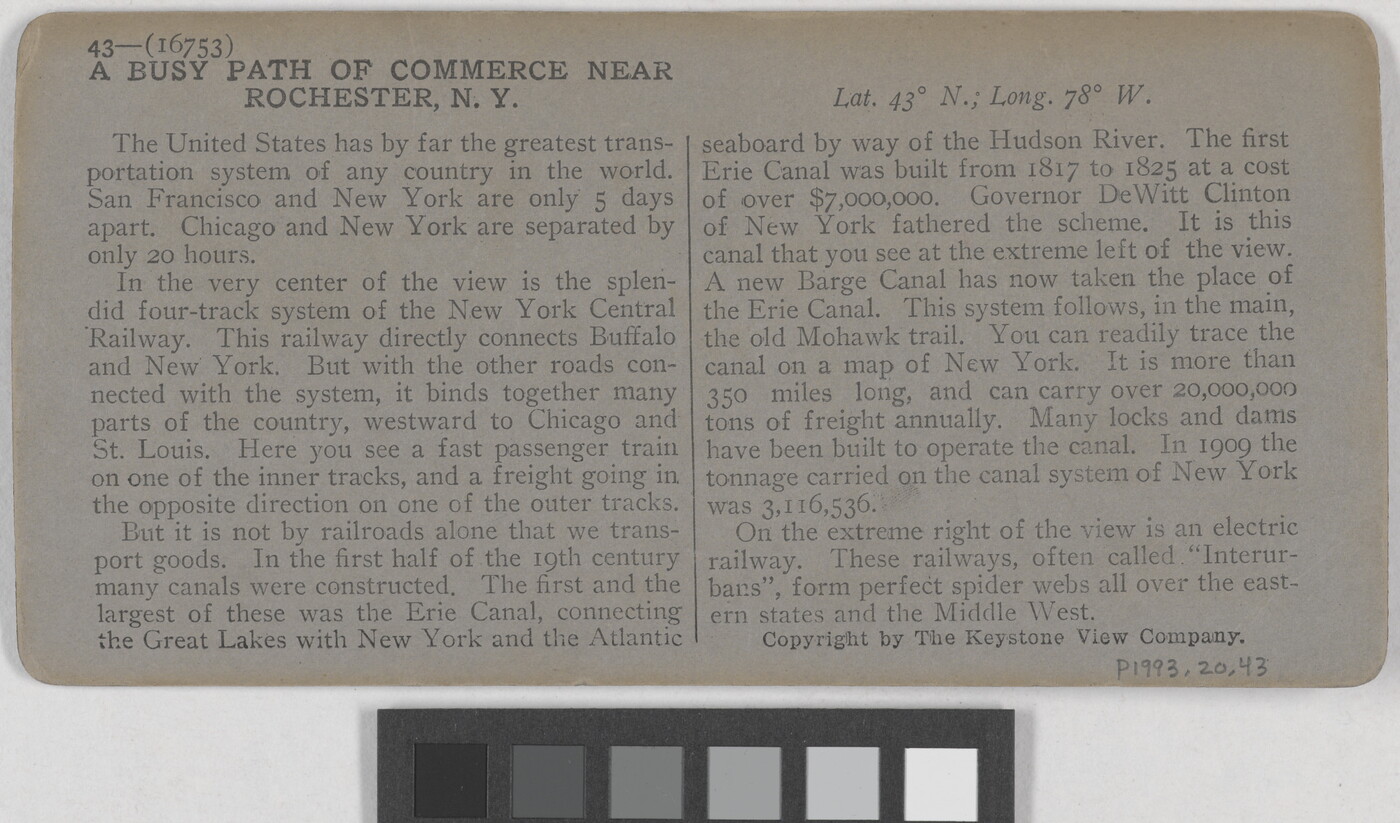 43—(16753)
A BUSY PATH OF COMMERCE NEAR
ROCHESTER, N. Y.
Lat. 43° N.; Long. 78° W.
The United States has by far the greatest trans-
portation system of any country in the world.
San Francisco and New York are only 5 days
apart. Chicago and New York are separated by
only 20 hours.
In the very center of the view is the splen-
did four-track system of the New York Central
Railway. This railway directly connects Buffalo
and New York. But with the other roads con-
nected with the system, it binds together many
parts of the country, westward to Chicago and
St. Louis. Here you see a fast passenger train
on one of the inner tracks, and a freight going in
the opposite direction on one of the outer tracks.
But it is not by railroads alone that we trans-
port goods. In the first half of the 19th century
many canals were constructed. The first and the
largest of these was the Erie Canal, connecting
the Great Lakes with New York and the Atlantic
seaboard by way of the Hudson River. The first
Erie Canal was built from 1817 to 1825 at a cost
of over $7,000,000. Governor DeWitt Clinton
of New York fathered the scheme. It is this
canal that you see at the extreme left of the view.
A new Barge Canal has now taken the place of
the Erie Canal. This system follows, in the main,
the old Mohawk trail. You can readily trace the
canal on a map of New York. It is more than
350 miles long, and can carry over 20,000,000
tons of freight annually. Many locks and dams
have been built to operate the canal. In 1909 the
tonnage carried on the canal system of New York
was 3,116,536.
On the extreme right of the view is an electric
railway. These railways, often called "Interur-
bans", form perfect spider webs all over the east-
ern states and the Middle West.
Copyright by The Keystone View Company.
P1993.20.43